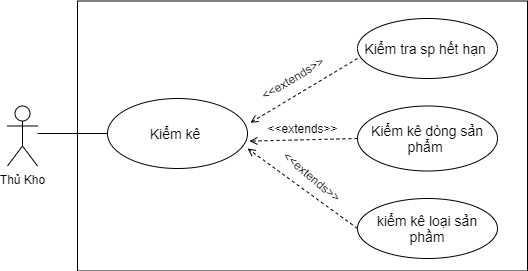 Kiểm tra sp hết hạn
<<extends>>
Kiểm kê
<<extends>>
Kiểm kê dòng sản
phẩm
<<extends>>
Thủ Kho
kiểm kê loại sản
phầm